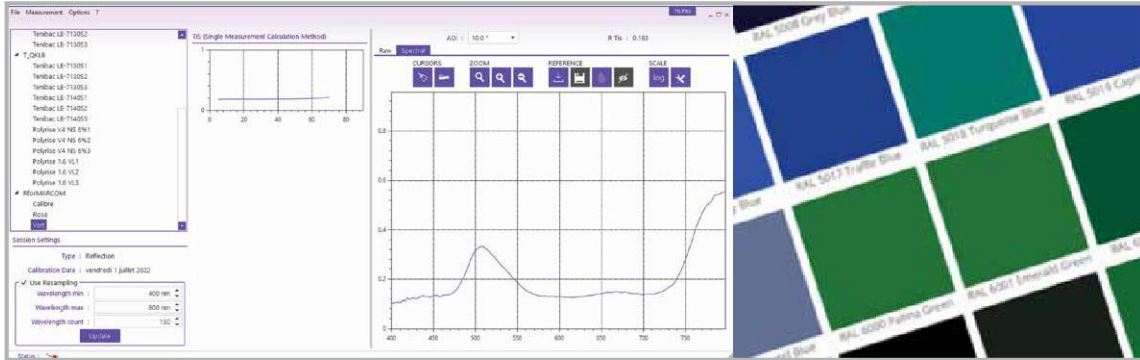 File Measurement Options ?
Tenibac LE-713052
Tenibac LE-713053
T_QKLB
Tenibac LE-713051
Tenibac LE-713052
Tenibac LE-713053
Tenibac LE-714051
Tenibac LE-714052
Tenibac LE-714053
Polyrise V4 NS 6%1
Polyrise V4 NS 6%2
Polyrise V4 NS 6%3
Polyrise 1.6 VL1
Polyrise 1.6 VL2
Polyrise 1.6 VL3
RforMARCOM
Calibre
Rose
Vert
Session Settings
Type : Reflection
Calibration Date : vendredi 1 juillet 2022
Use Resampling
Wavelength min : 400 nm
Wavelength max : 800 nm
Wavelength count : 150
Update
Status :
TIS (Single Measurement Calculation Method)
1
0
0 20 40 60 80
AOI : 10.0 °
R Tis : 0.163
Raw Spectral
CURSORS ZOOM REFERENCE SCALE
log
0.8
0.6
0.4
0.2
0
400 450 500 550 600 650 700 750
RAL 5008 Grey Blue
RAL 5017 Traffic Blue
RAL 5018 Turquoise Blue
RAL 5019 Capri
Blue
RAL 6000 Patina Green
RAL 6001 Emerald Green
Blue